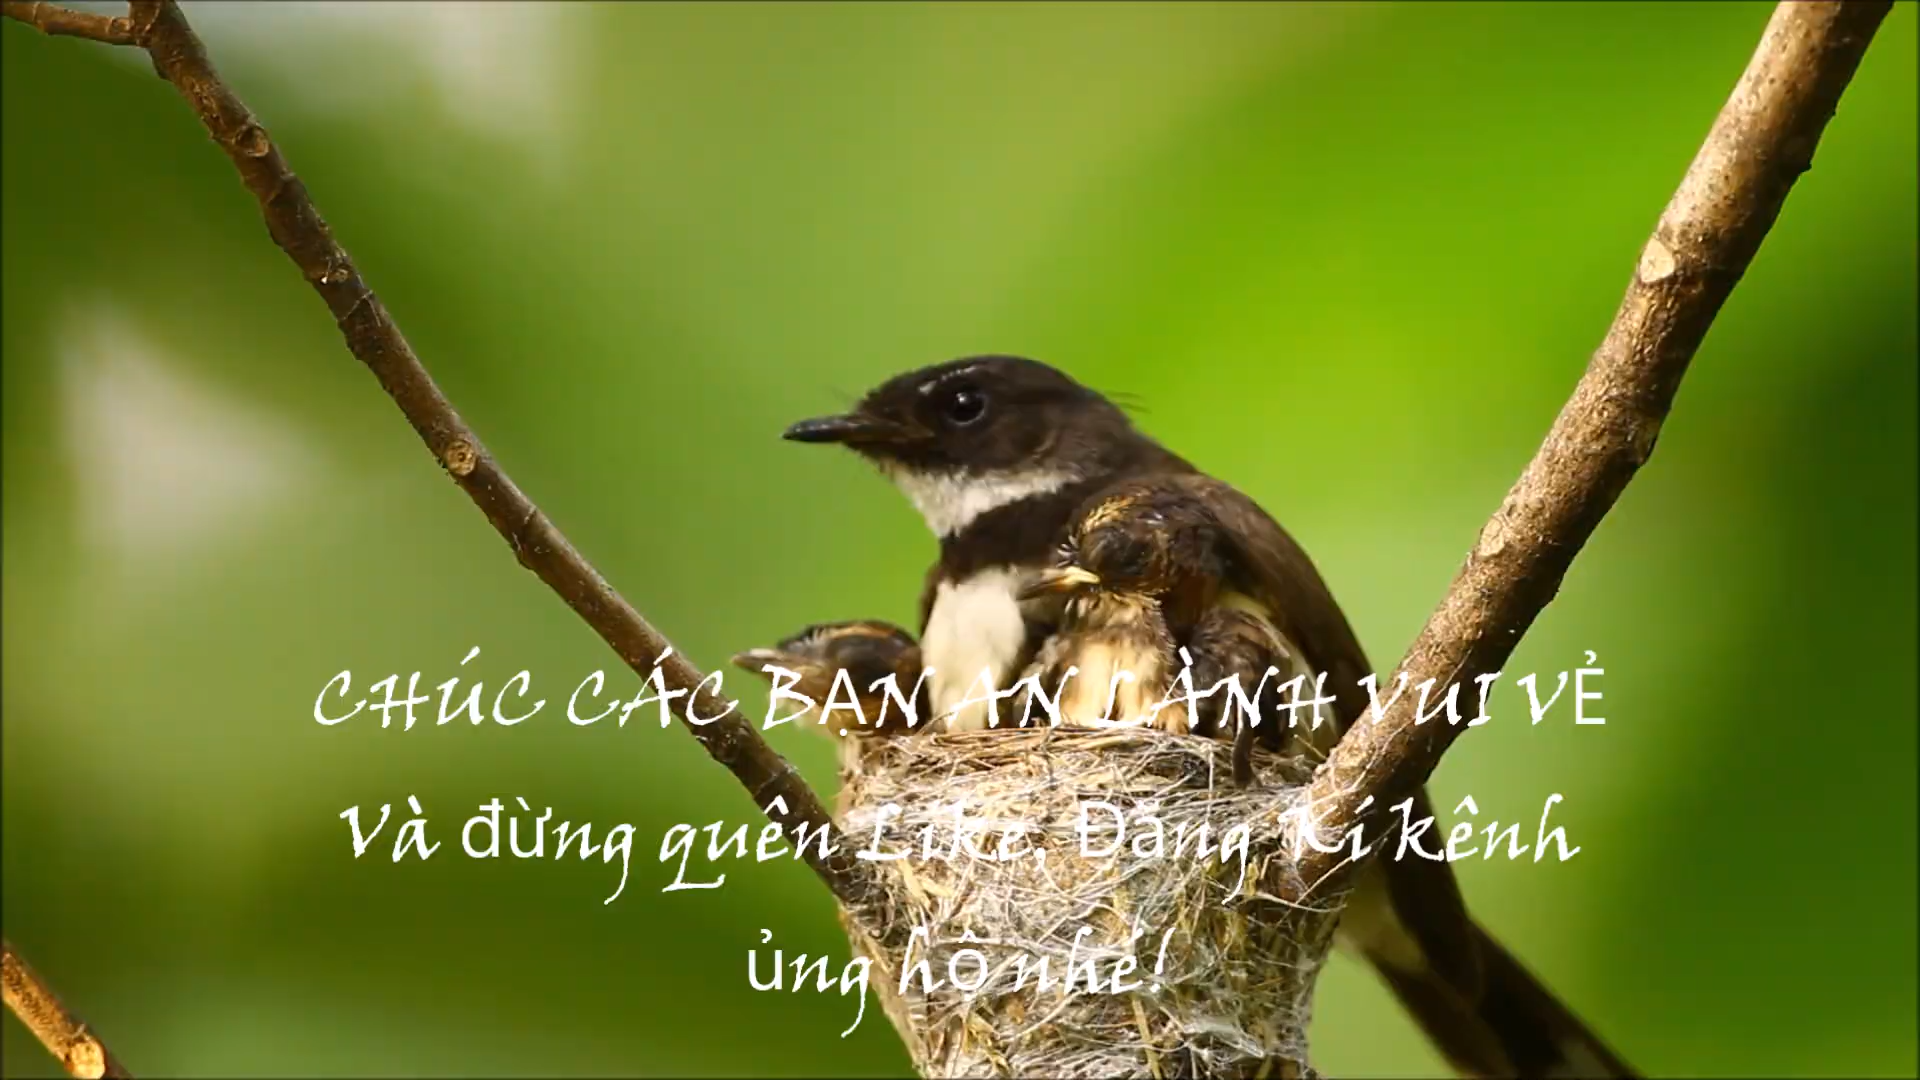 CHÚC CÁC BẠN AN LÀNH VUI VẺ
Và đừng quên Like, Đăng Kí kênh
ủng hộ nhé!